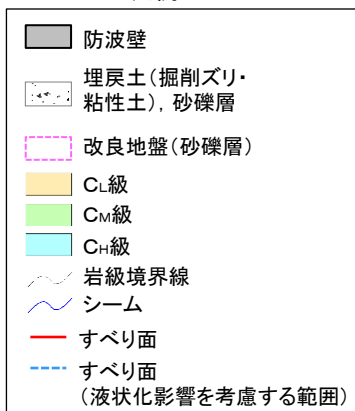 防波壁
埋戻土(掘削ズリ・
粘性土), 砂礫層
改良地盤(砂礫層)
CL級
CM級
CH級
岩級境界線
シーム
すべり面
すべり面
(液状化影響を考慮する範囲)